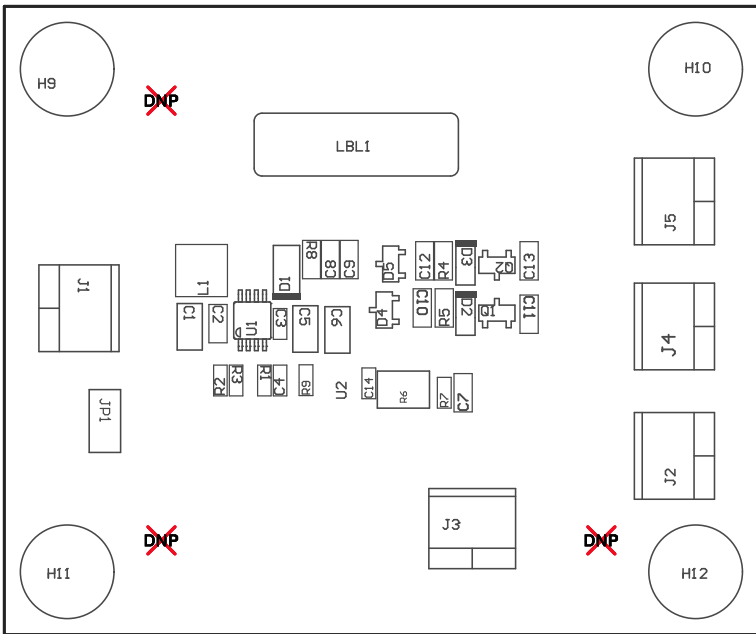 H9
H10
DNP
LBL1
J5
R8
C8
C9
D5
C12
R4
D3
Q2
C13
J1
L1
D1
C1
C2
U1
C3
C5
C6
D4
C10
R5
D2
Q1
C11
J4
R2
R3
R1
C4
R9
U2
C14
R6
R7
C7
JP1
J2
J3
DNP
DNP
H11
H12